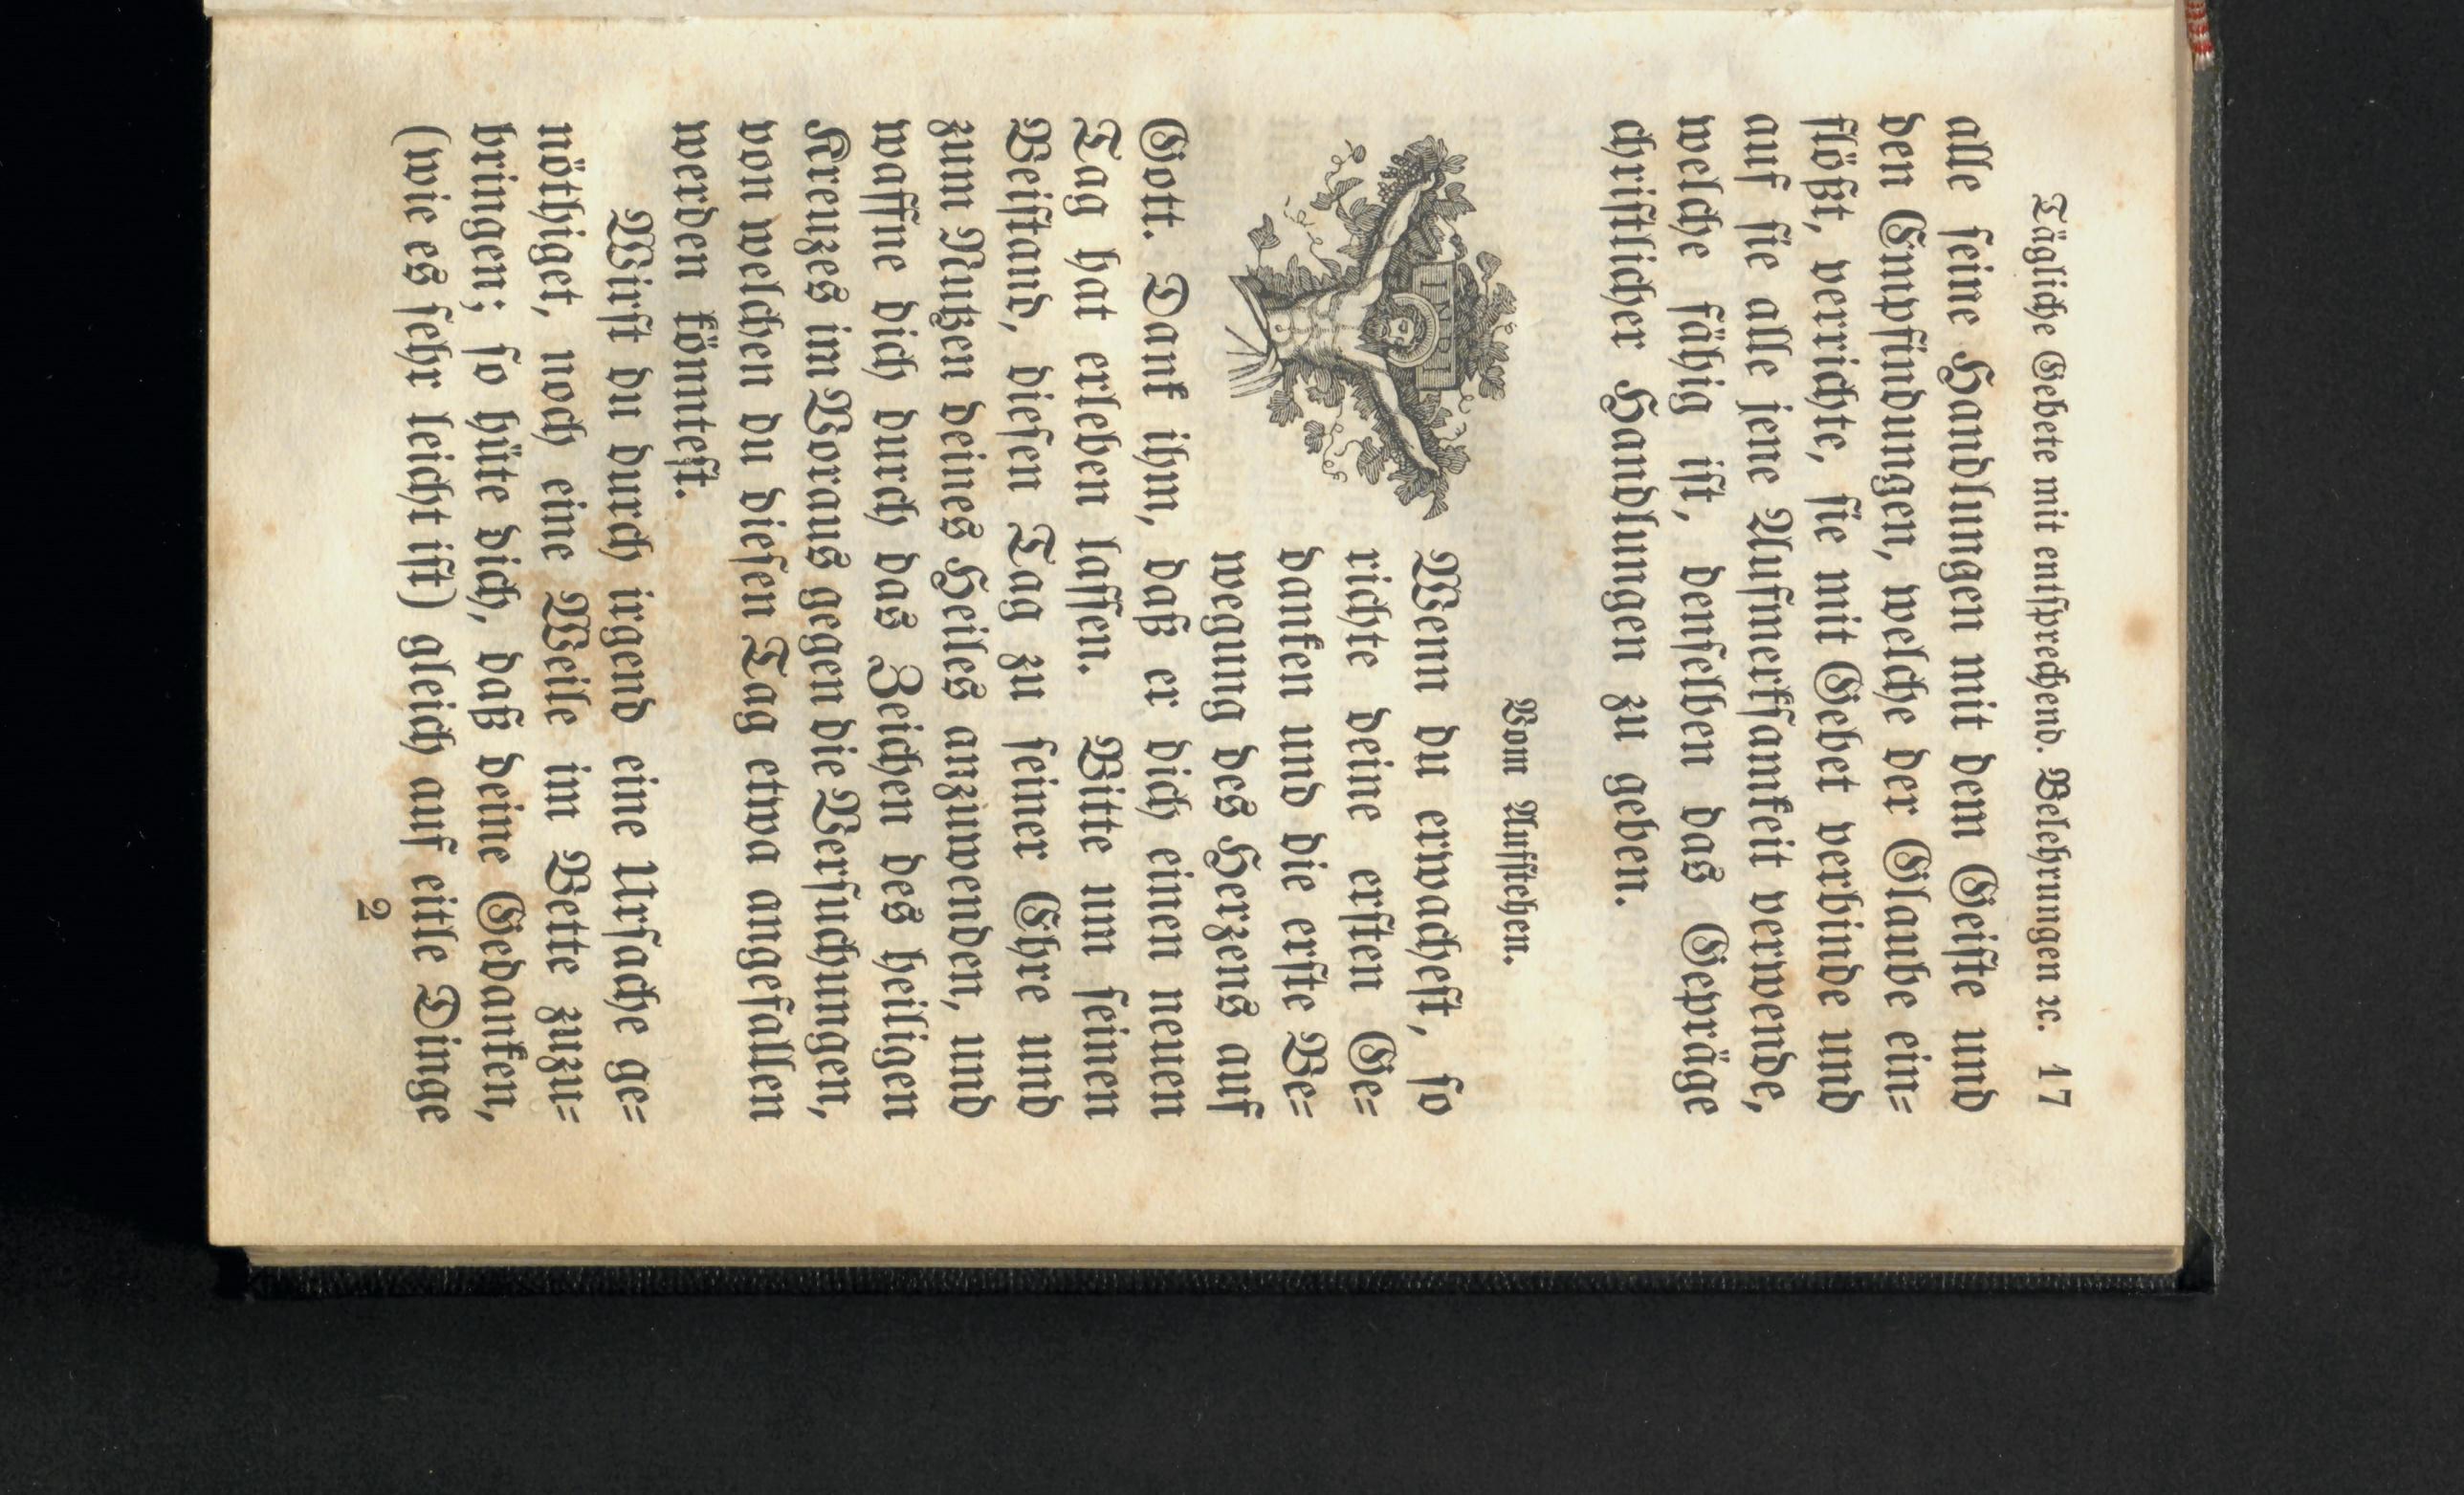 Tägliche Gebete mit entsprechend. Belehrungen ꝛc. 17
alle seine Handlungen mit dem Geiste und
den Empfindungen, welche der Glaube ein=
flößt, verrichte, sie mit Gebet verbinde und
auf sie alle jene Aufmerksamkeit verwende,
welche fähig ist, denselben das Gepräge
christlicher Handlungen zu geben.
Vom Aufstehen.
INRI
Wenn du erwachest, so
richte deine ersten Ge=
danken und die erste Be=
wegung des Herzens auf
Gott. Dank ihm, daß er dich einen neuen
Tag hat erleben lassen. Bitte um seinen
Beistand, diesen Tag zu seiner Ehre und
zum Nutzen deines Heiles anzuwenden, und
waffne dich durch das Zeichen des heiligen
Kreuzes im Voraus gegen die Versuchungen,
von welchen du diesen Tag etwa angefallen
werden könntest.
Wirst du durch irgend eine Ursache ge=
nöthiget, noch eine Weile im Bette zuzu=
bringen; so hüte dich, daß deine Gedanken,
(wie es sehr leicht ist) gleich auf eitle Dinge
2